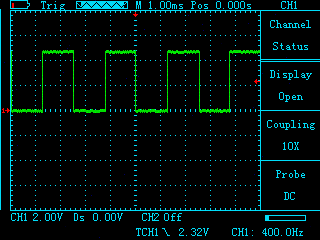 Trig M 1.00ms Pos 0.000s CH1
Channel
Status
Display
Open
Coupling
10X
Probe
DC
1
CH1 2.00V Ds 0.00V CH2 Off
TCH1 2.32V CH1: 400.0Hz